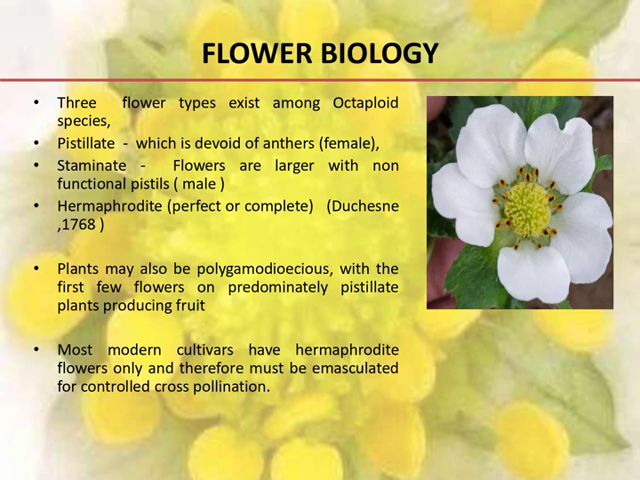 FLOWER BIOLOGY
• Three flower types exist among Octaploid
species,
• Pistillate - which is devoid of anthers (female),
• Staminate - Flowers are larger with non
functional pistils ( male )
• Hermaphrodite (perfect or complete) (Duchesne
,1768 )
• Plants may also be polygamodioecious, with the
first few flowers on predominately pistillate
plants producing fruit
• Most modern cultivars have hermaphrodite
flowers only and therefore must be emasculated
for controlled cross pollination.